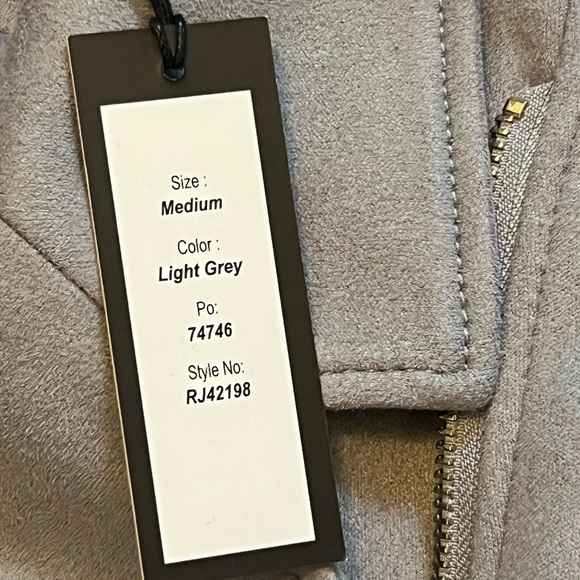 Size :
Medium
Color :
Light Grey
Po:
74746
Style No:
RJ42198